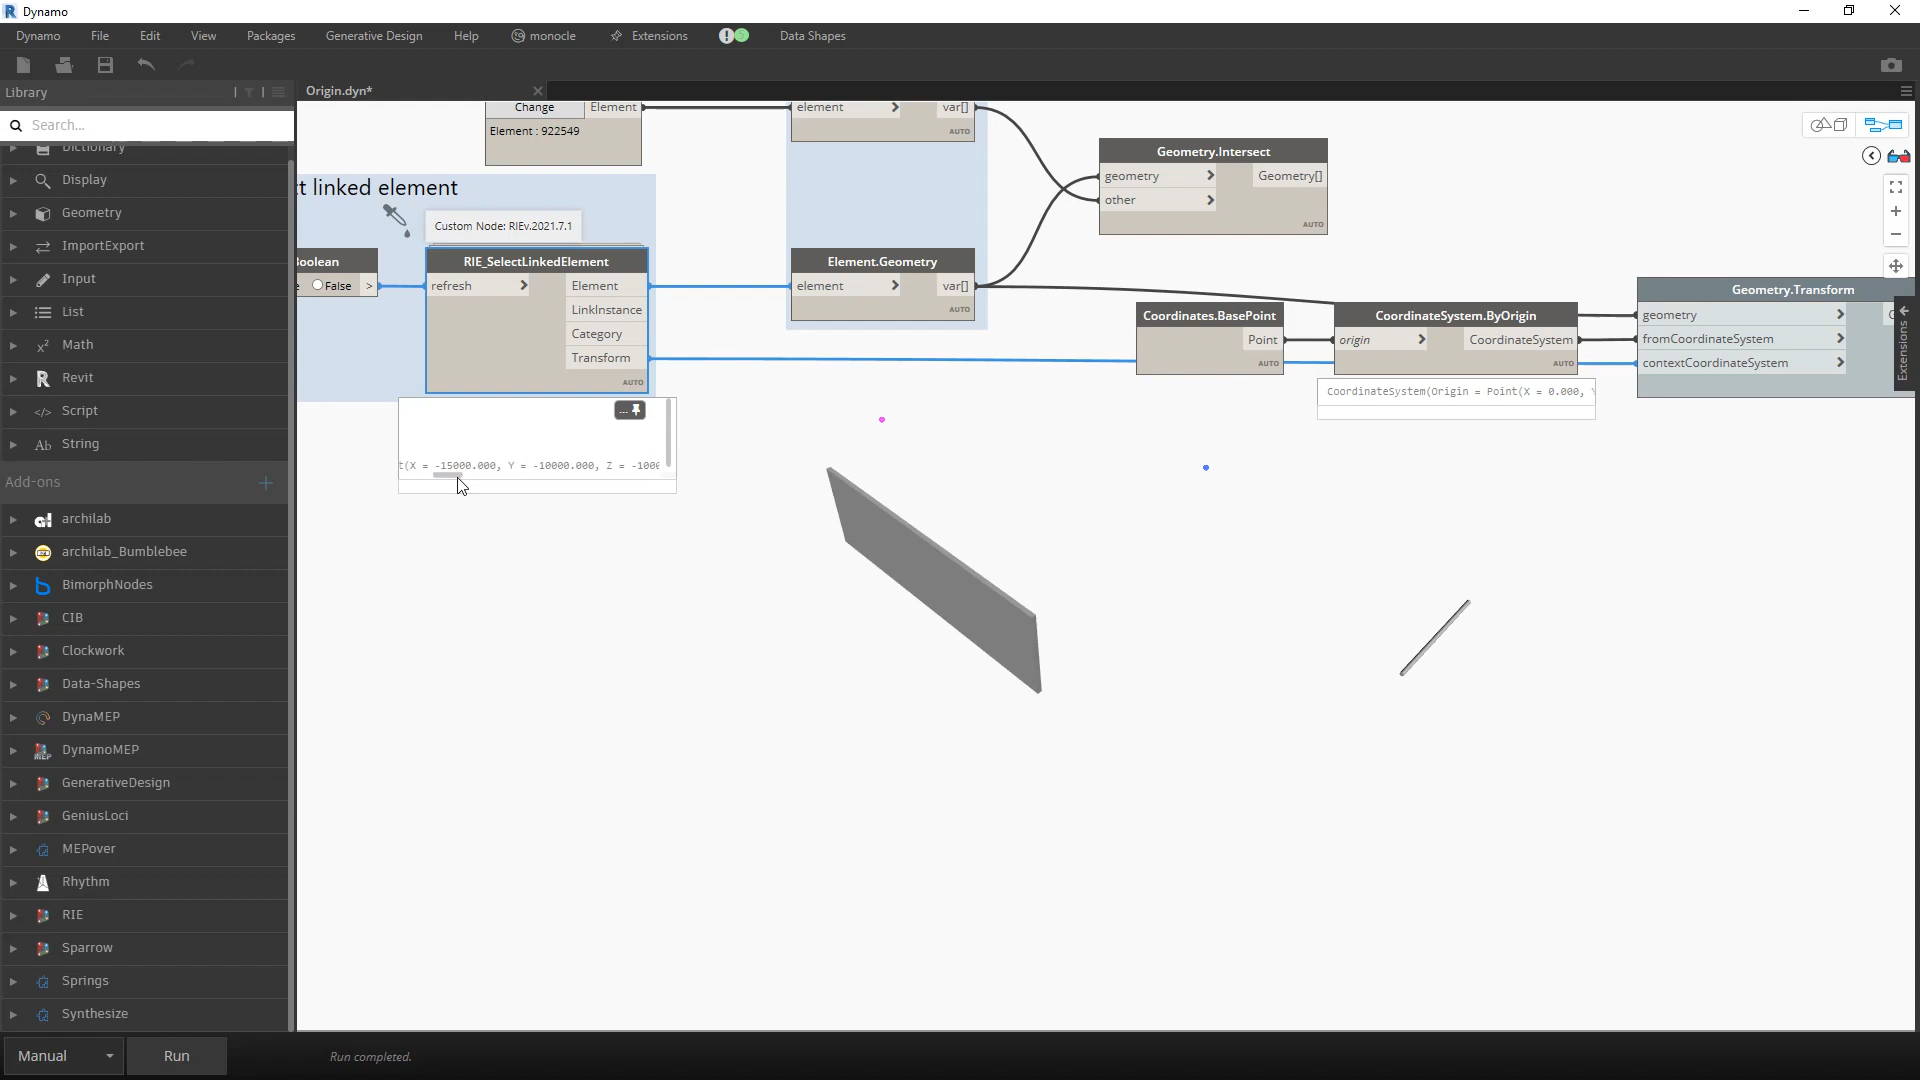 Dynamo
Dynamo File Edit View Packages Generative Design Help monocle Extensions Data Shapes
Library
Origin.dyn*
Search...
Dictionary
Display
Geometry
ImportExport
Input
List
Math
Revit
Script
String
Add-ons
archilab
archilab_Bumblebee
BimorphNodes
CIB
Clockwork
Data-Shapes
DynaMEP
DynamoMEP
GenerativeDesign
GeniusLoci
MEPover
Rhythm
RIE
Sparrow
Springs
Synthesize
Manual
Run
Run completed.
Change
Element
Element : 922549
element > var[]
AUTO
Geometry.Intersect
geometry > Geometry[]
other >
AUTO
ct linked element
Custom Node: RIEv.2021.7.1
Boolean
e False >
RIE_SelectLinkedElement
refresh > Element
LinkInstance
Category
Transform
AUTO
t(X = -15000.000, Y = -10000.000, Z = -1000
Element.Geometry
element > var[]
AUTO
Coordinates.BasePoint
Point
AUTO
CoordinateSystem.ByOrigin
origin > CoordinateSystem
AUTO
CoordinateSystem(Origin = Point(X = 0.000,
Geometry.Transform
geometry >
fromCoordinateSystem >
contextCoordinateSystem >
Extensions